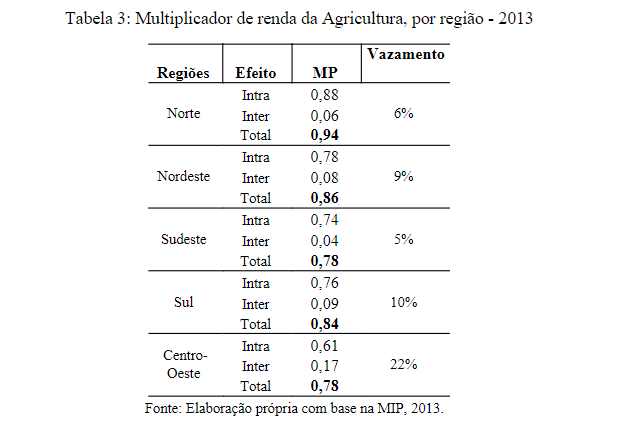 Tabela 3: Multiplicador de renda da Agricultura, por região - 2013
Regiões Efeito MP Vazamento
Norte Intra 0,88 6%
Inter 0,06
Total 0,94
Nordeste Intra 0,78 9%
Inter 0,08
Total 0,86
Sudeste Intra 0,74 5%
Inter 0,04
Total 0,78
Sul Intra 0,76 10%
Inter 0,09
Total 0,84
Centro-Oeste Intra 0,61 22%
Inter 0,17
Total 0,78
Fonte: Elaboração própria com base na MIP, 2013.